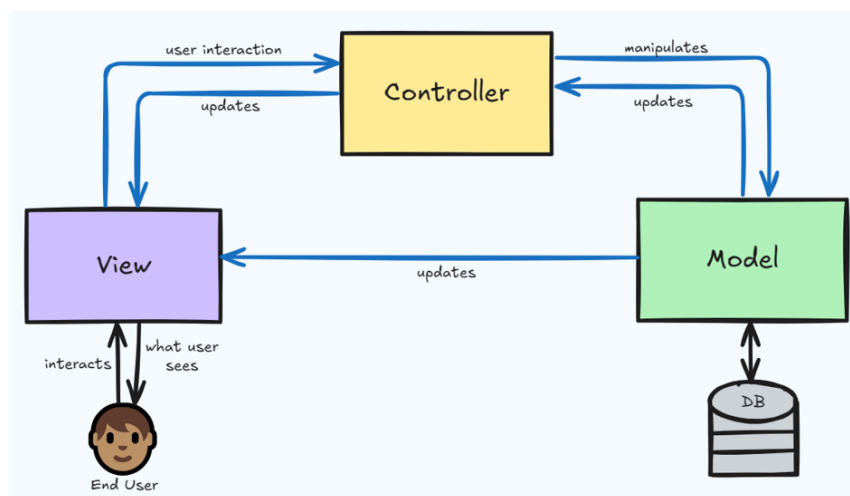 user interaction
manipulates
Controller
updates
updates
View
Model
updates
interacts
what user
sees
DB
End User